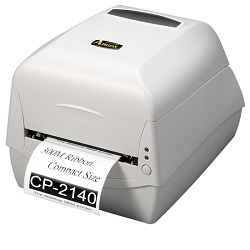 ARGOX
300M Ribbon
Compact Size
CP-2140